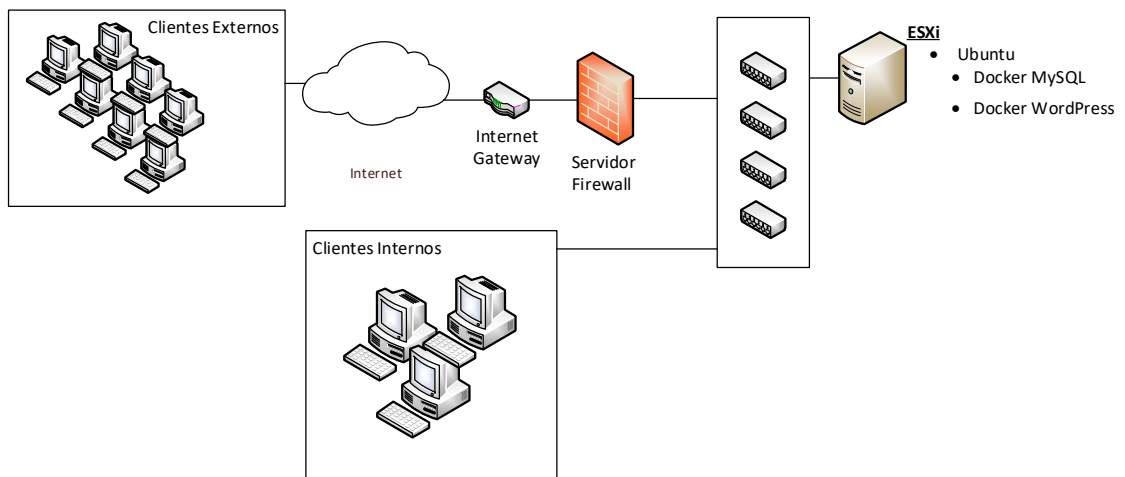 Clientes Externos
Internet
Internet
Gateway
Servidor
Firewall
ESXi
• Ubuntu
• Docker MySQL
• Docker WordPress
Clientes Internos